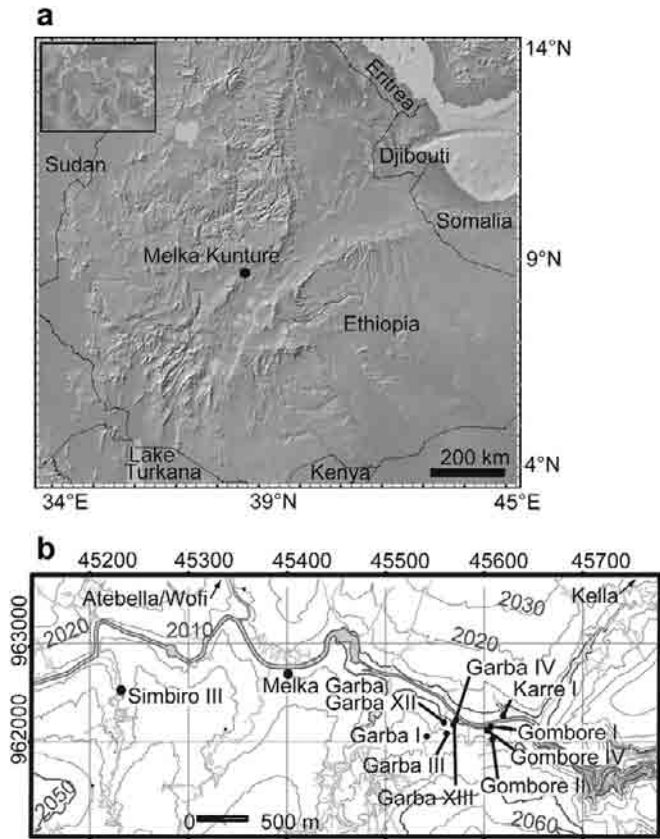 a
14°N
Eritrea
Sudan
Djibouti
Somalia
Melka Kunture
9°N
Ethiopia
Lake
Turkana
Kenya
200 km
4°N
34°E
39°N
45°E
b
45200
45300
45400
45500
45600
45700
Atebella/Wofi
2030
Kella
963000
2020
2010
2020
Garba IV
Simbiro III
Melka Garba
Karre I
Garba XII
Gombore I
962000
Garba I
Gombore IV
Garba III
Gombore II
Garba XIII
2050
0 500 m
2060